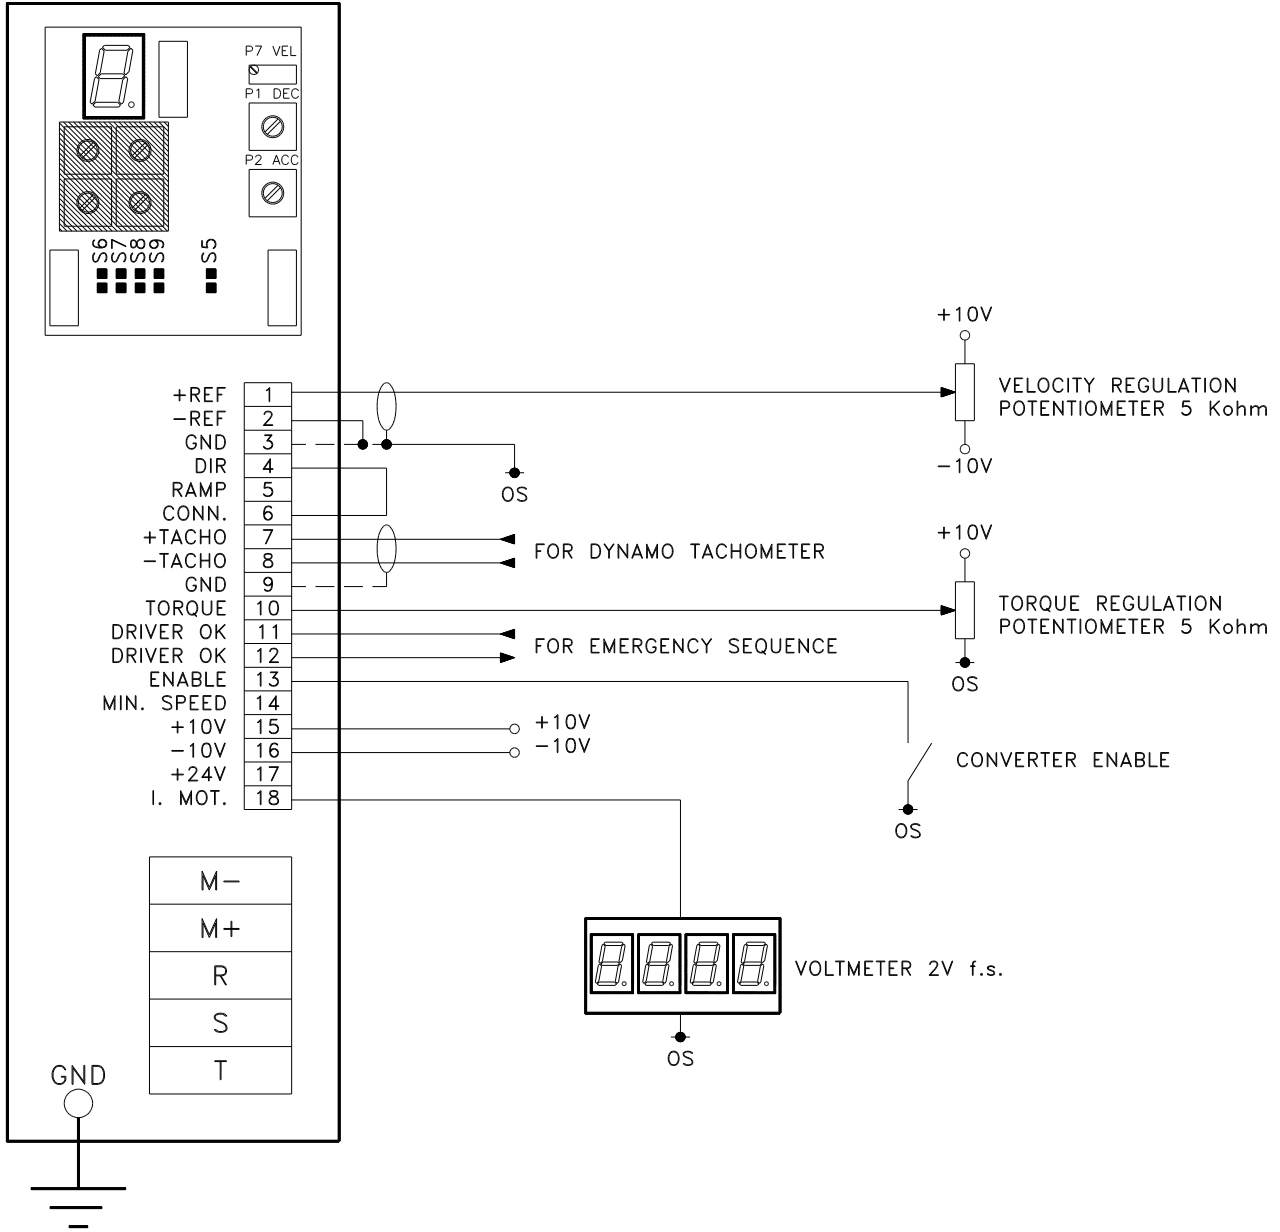 P7 VEL
P1 DEC
P2 ACC
S6
S7
S8
S9
S5
+REF 1
-REF 2
GND 3
DIR 4
RAMP 5
CONN. 6
+TACHO 7
-TACHO 8
GND 9
TORQUE 10
DRIVER OK 11
DRIVER OK 12
ENABLE 13
MIN. SPEED 14
+10V 15
-10V 16
+24V 17
I. MOT. 18
+10V
VELOCITY REGULATION
POTENTIOMETER 5 Kohm
-10V
OS
FOR DYNAMO TACHOMETER
+10V
TORQUE REGULATION
POTENTIOMETER 5 Kohm
OS
FOR EMERGENCY SEQUENCE
+10V
-10V
CONVERTER ENABLE
OS
M-
M+
R
S
T
VOLTMETER 2V f.s.
OS
GND